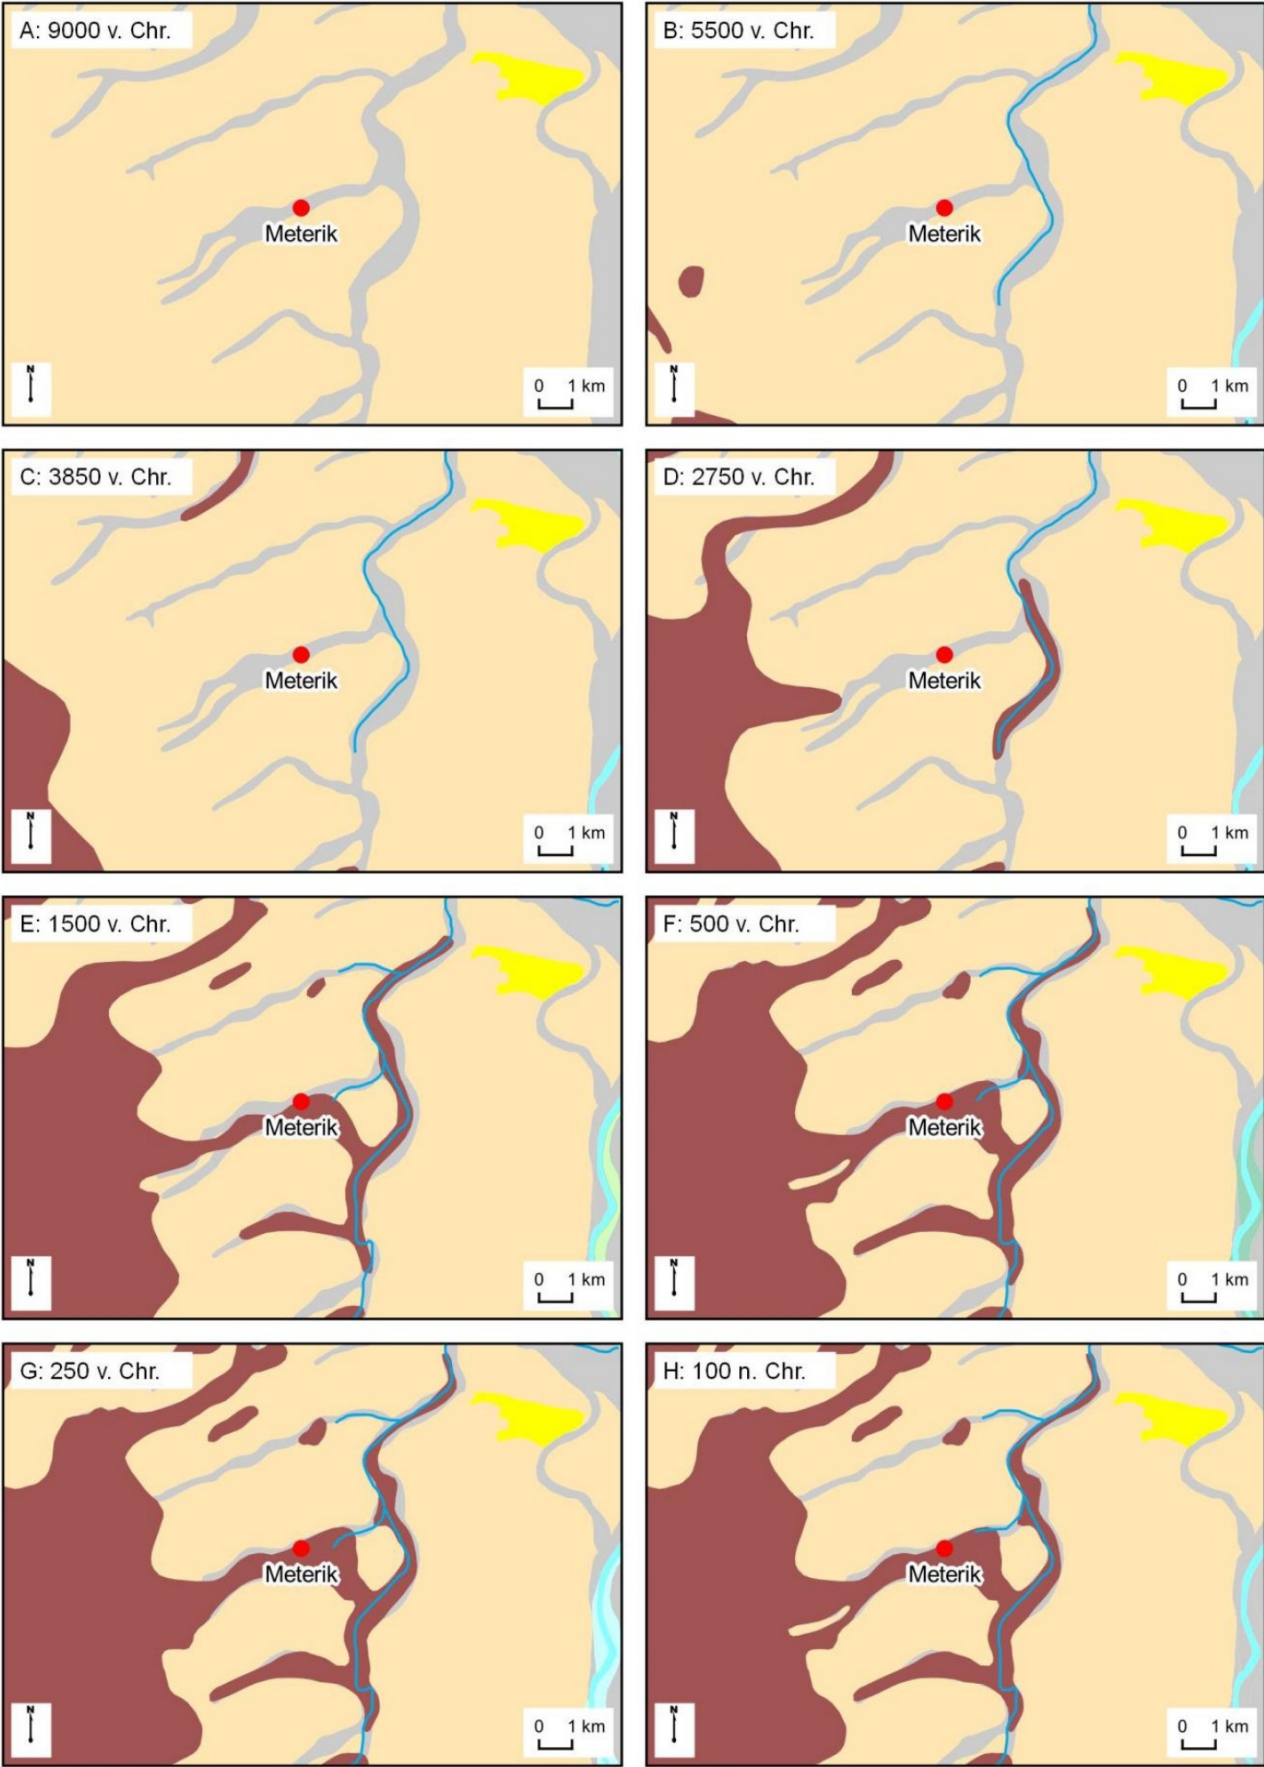 A: 9000 v. Chr.
Meterik
N
0 1 km
B: 5500 v. Chr.
Meterik
N
0 1 km
C: 3850 v. Chr.
Meterik
N
0 1 km
D: 2750 v. Chr.
Meterik
N
0 1 km
E: 1500 v. Chr.
Meterik
N
0 1 km
F: 500 v. Chr.
Meterik
N
0 1 km
G: 250 v. Chr.
Meterik
N
0 1 km
H: 100 n. Chr.
Meterik
N
0 1 km